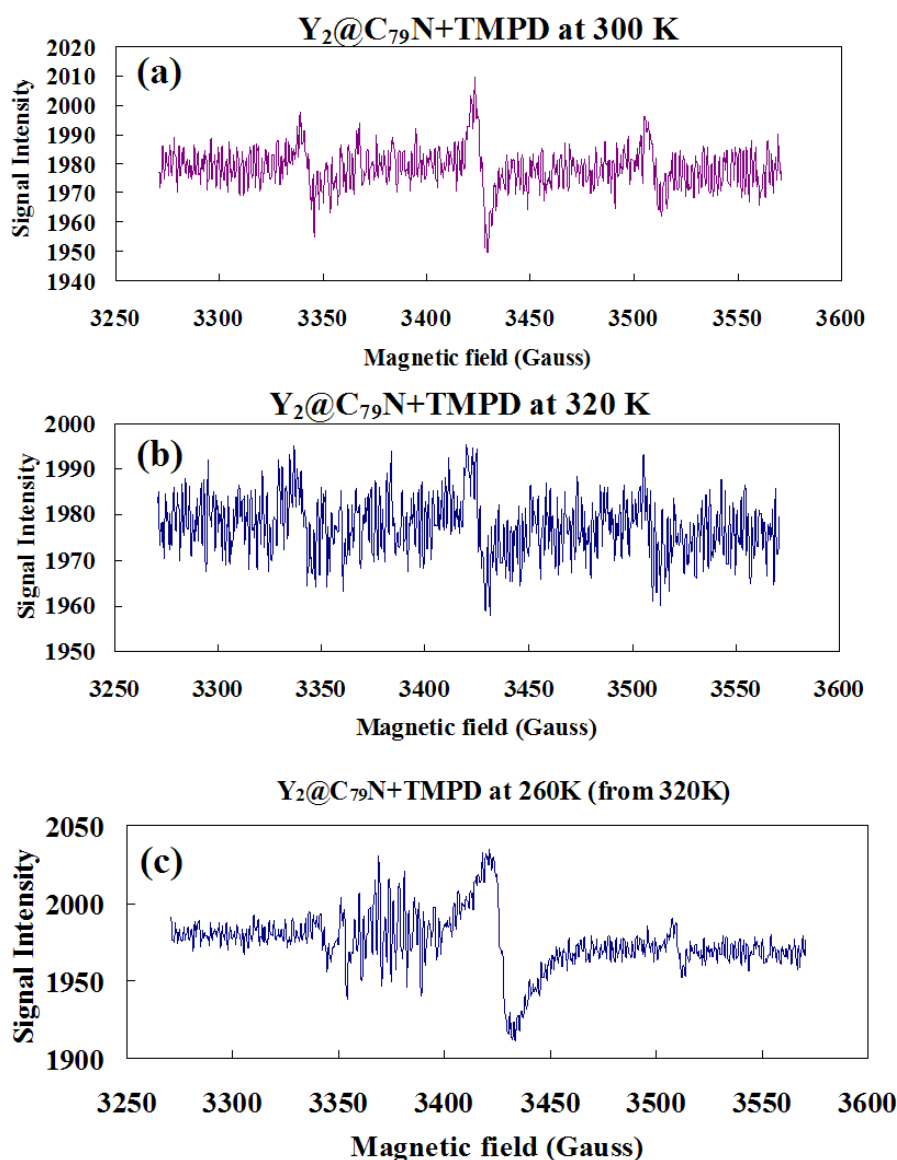 Y₂@C₇₉N+TMPD at 300 K
(a)
Signal Intensity
2020
2010
2000
1990
1980
1970
1960
1950
1940
3250 3300 3350 3400 3450 3500 3550 3600
Magnetic field (Gauss)
Y₂@C₇₉N+TMPD at 320 K
(b)
Signal Intensity
2000
1990
1980
1970
1960
1950
3250 3300 3350 3400 3450 3500 3550 3600
Magnetic field (Gauss)
Y₂@C₇₉N+TMPD at 260K (from 320K)
(c)
Signal Intensity
2050
2000
1950
1900
3250 3300 3350 3400 3450 3500 3550 3600
Magnetic field (Gauss)